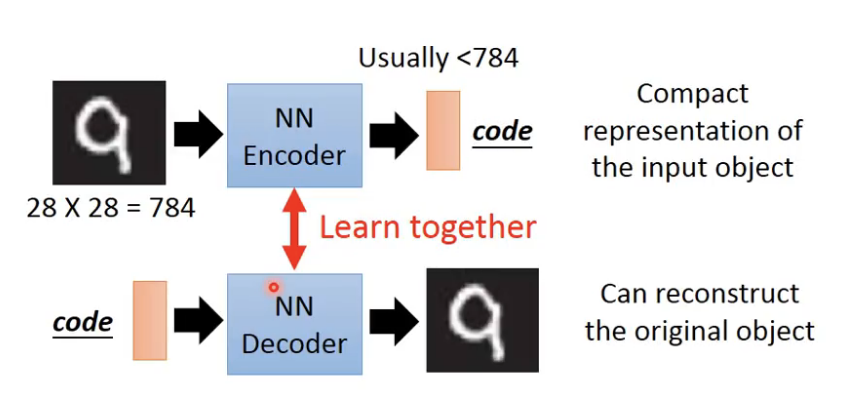 Usually <784
NN
Encoder
code
Compact
representation of
the input object
28 X 28 = 784
Learn together
code
NN
Decoder
Can reconstruct
the original object